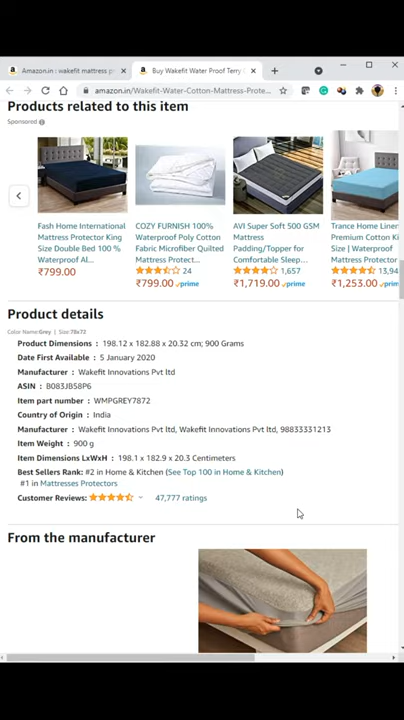 Amazon.in : wakefit mattress p
Buy Wakefit Water Proof Terry C
amazon.in/Wakefit-Water-Cotton-Mattress-Prote...
Products related to this item
Sponsored
Fash Home International
Mattress Protector King
Size Double Bed 100 %
Waterproof Al...
₹799.00
COZY FURNISH 100%
Waterproof Poly Cotton
Fabric Microfiber Quilted
Mattress Protect...
24
₹799.00 prime
AVI Super Soft 500 GSM
Mattress
Padding/Topper for
Comfortable Sleep...
1,657
₹1,719.00 prime
Trance Home Linen
Premium Cotton Ki
Size | Waterproof
Mattress Protector
13,94
₹1,253.00 prime
Product details
Color Name:Grey | Size:78x72
Product Dimensions : 198.12 x 182.88 x 20.32 cm; 900 Grams
Date First Available : 5 January 2020
Manufacturer : Wakefit Innovations Pvt ltd
ASIN : B083JB58P6
Item part number : WMPGREY7872
Country of Origin : India
Manufacturer : Wakefit Innovations Pvt ltd, Wakefit Innovations Pvt ltd, 98833331213
Item Weight : 900 g
Item Dimensions LxWxH : 198.1 x 182.9 x 20.3 Centimeters
Best Sellers Rank: #2 in Home & Kitchen (See Top 100 in Home & Kitchen)
#1 in Mattresses Protectors
Customer Reviews: 47,777 ratings
From the manufacturer